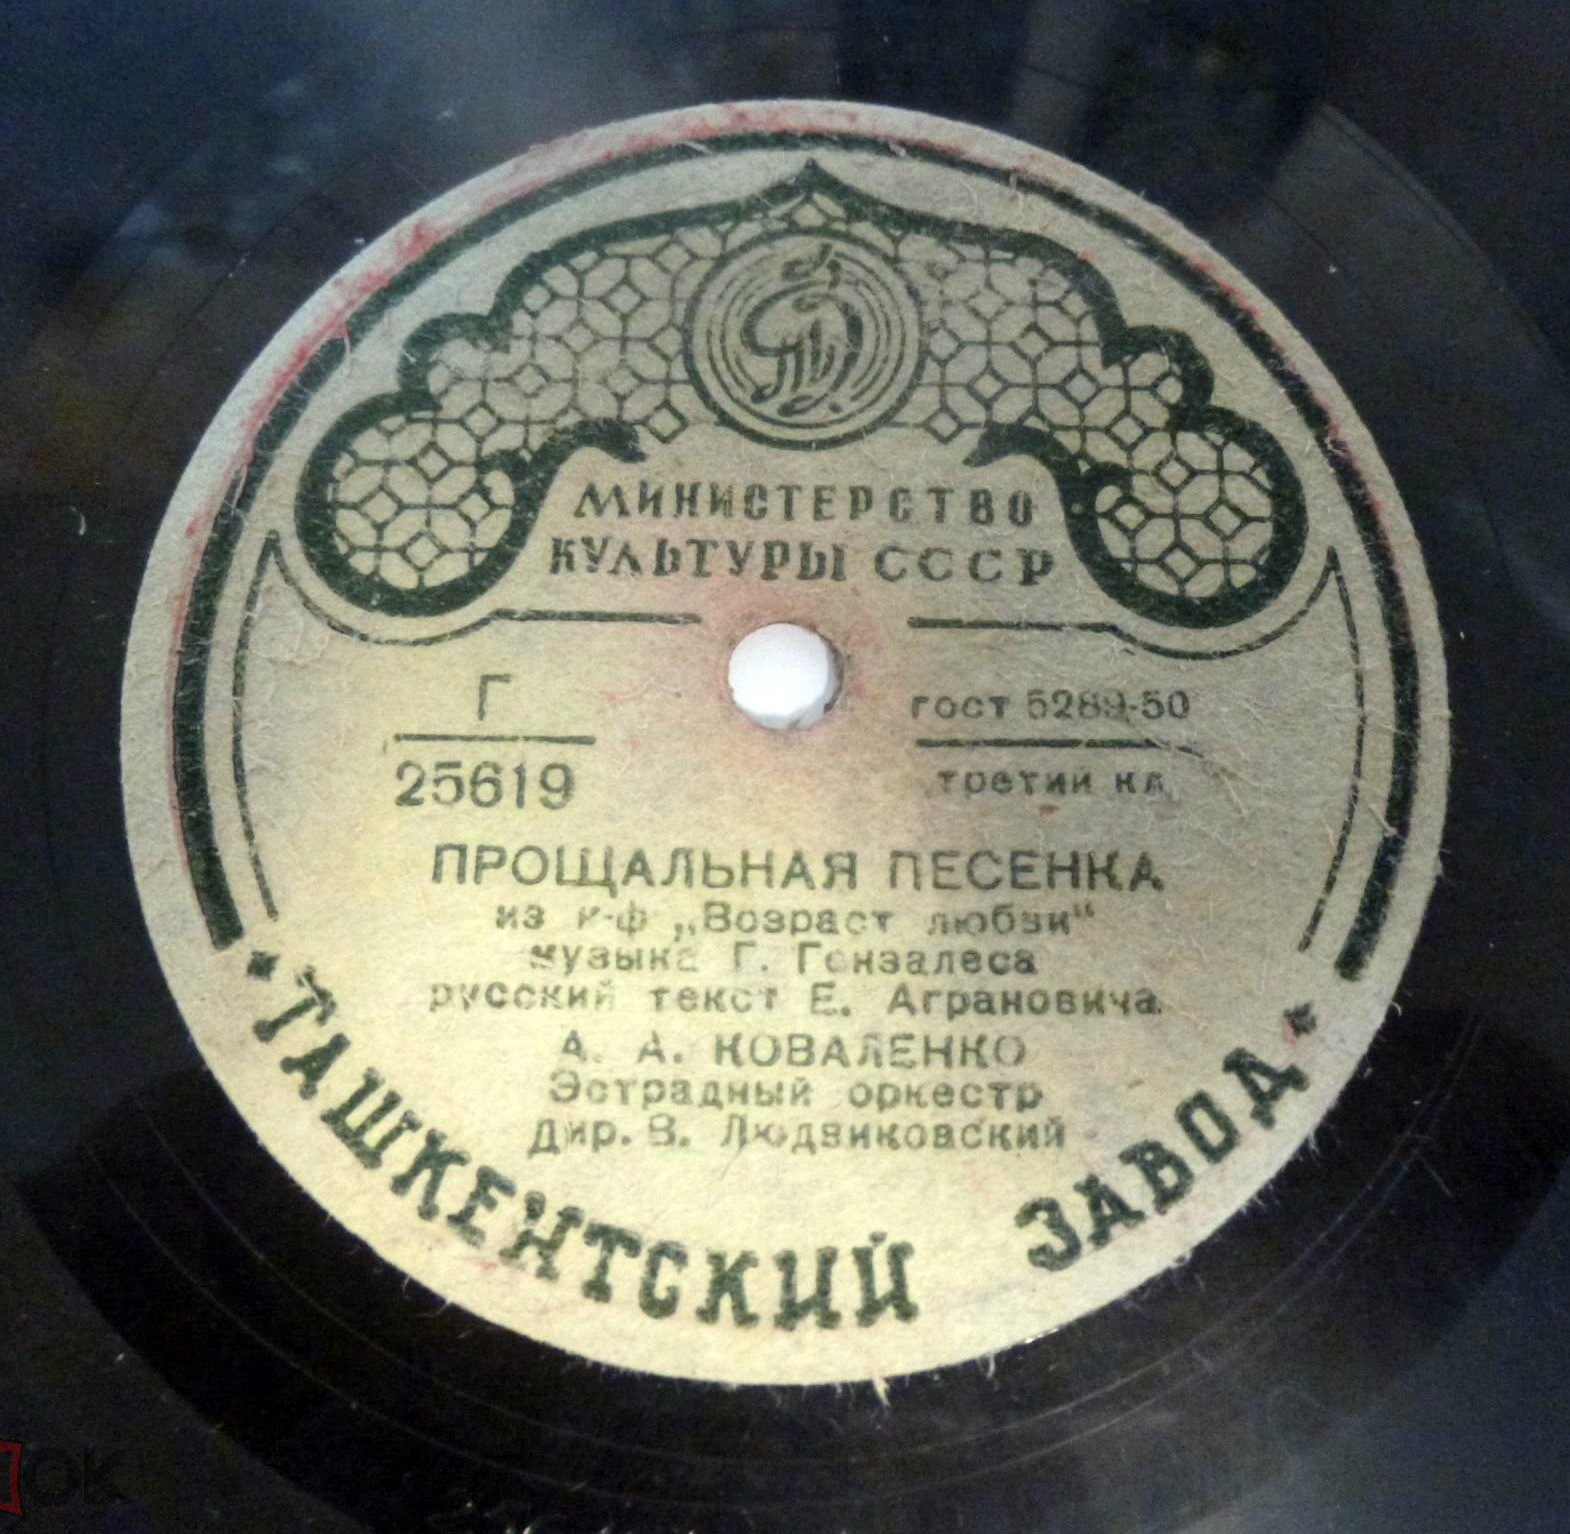 МИНИСТЕРСТВО
КУЛЬТУРЫ СССР
Г
25619
гост 5289-50
третий кл.
ПРОЩАЛЬНАЯ ПЕСЕНКА
из к-ф „Возраст любви"
музыка Г. Гонзалеса
русский текст Е. Аграновича
А. А. КОВАЛЕНКО
Эстрадный оркестр
Дир. В. Людвиковский
ТАШКЕНТСКИЙ ЗАВОД